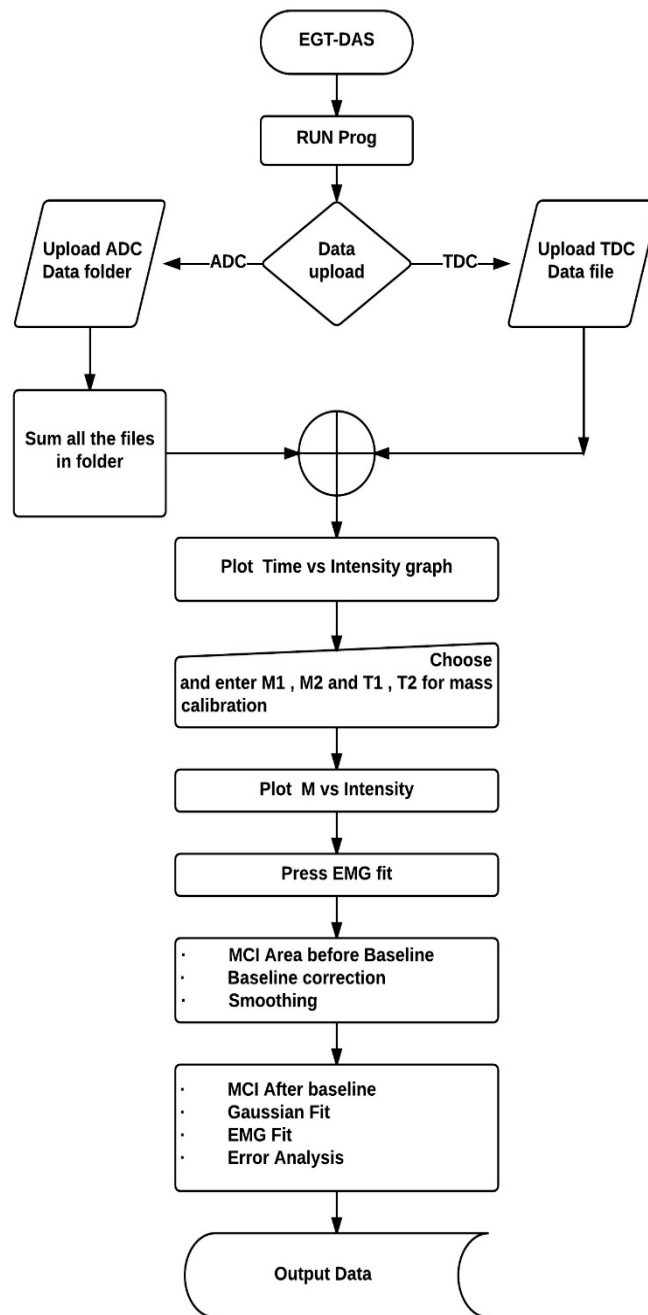 EGT-DAS
RUN Prog
Data
upload
ADC
TDC
Upload ADC
Data folder
Upload TDC
Data file
Sum all the files
in folder
Plot Time vs Intensity graph
Choose
and enter M1 , M2 and T1 , T2 for mass
calibration
Plot M vs Intensity
Press EMG fit
· MCI Area before Baseline
· Baseline correction
· Smoothing
· MCI After baseline
· Gaussian Fit
· EMG Fit
· Error Analysis
Output Data